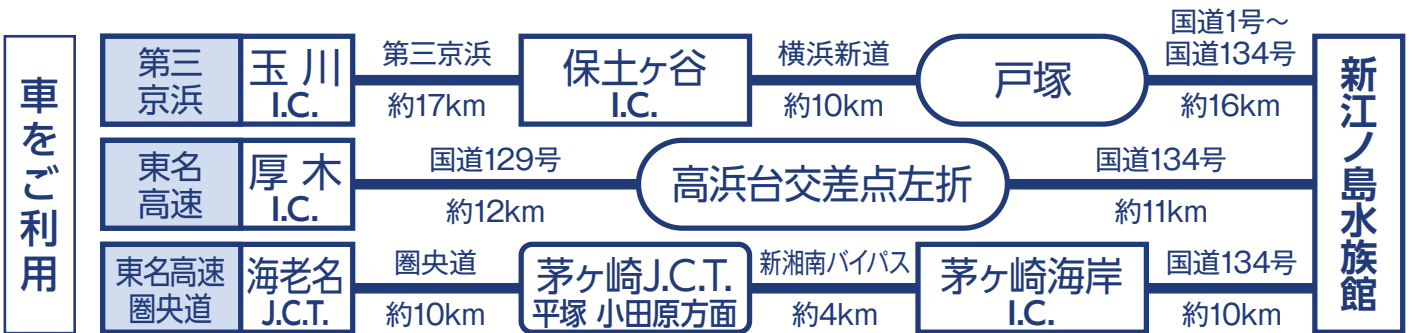 車をご利用
第三
京浜
玉川
I.C.
第三京浜
約17km
保土ヶ谷
I.C.
横浜新道
約10km
戸塚
国道1号～
国道134号
約16km
東名
高速
厚木
I.C.
国道129号
約12km
高浜台交差点左折
国道134号
約11km
東名高速
圏央道
海老名
J.C.T.
圏央道
約10km
茅ヶ崎J.C.T.
平塚 小田原方面
新湘南バイパス
約4km
茅ヶ崎海岸
I.C.
国道134号
約10km
新江ノ島水族館